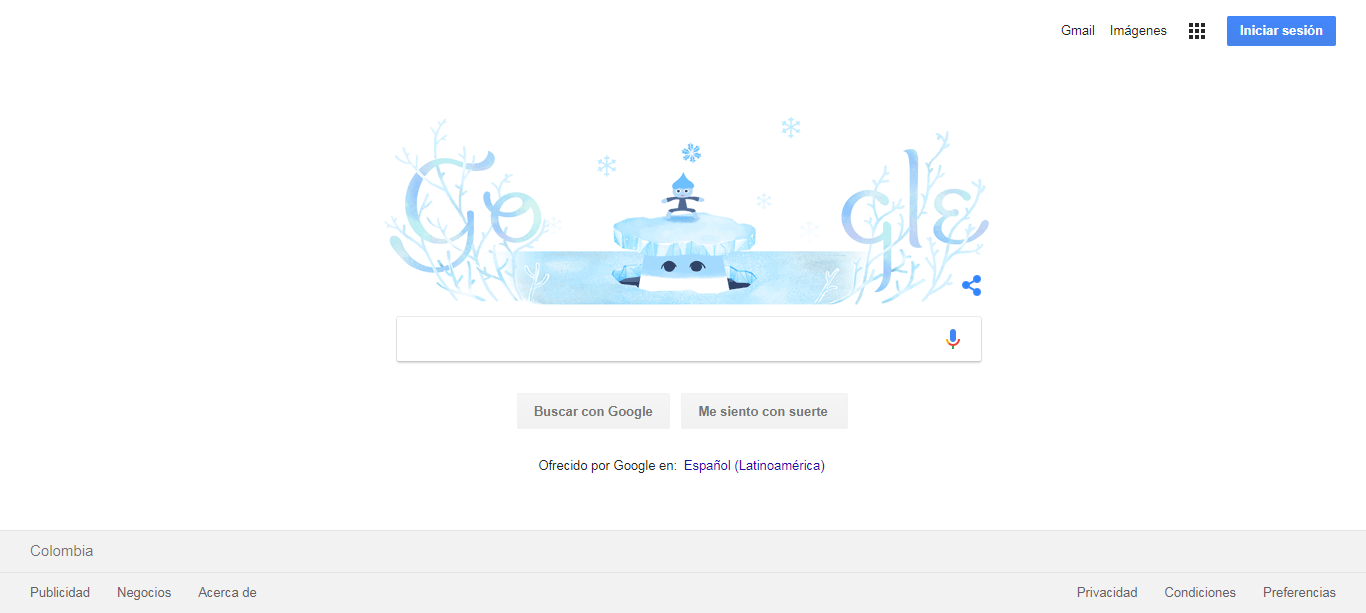 Gmail Imágenes Iniciar sesión
Google
Buscar con Google Me siento con suerte
Ofrecido por Google en: Español (Latinoamérica)
Colombia
Publicidad Negocios Acerca de Privacidad Condiciones Preferencias